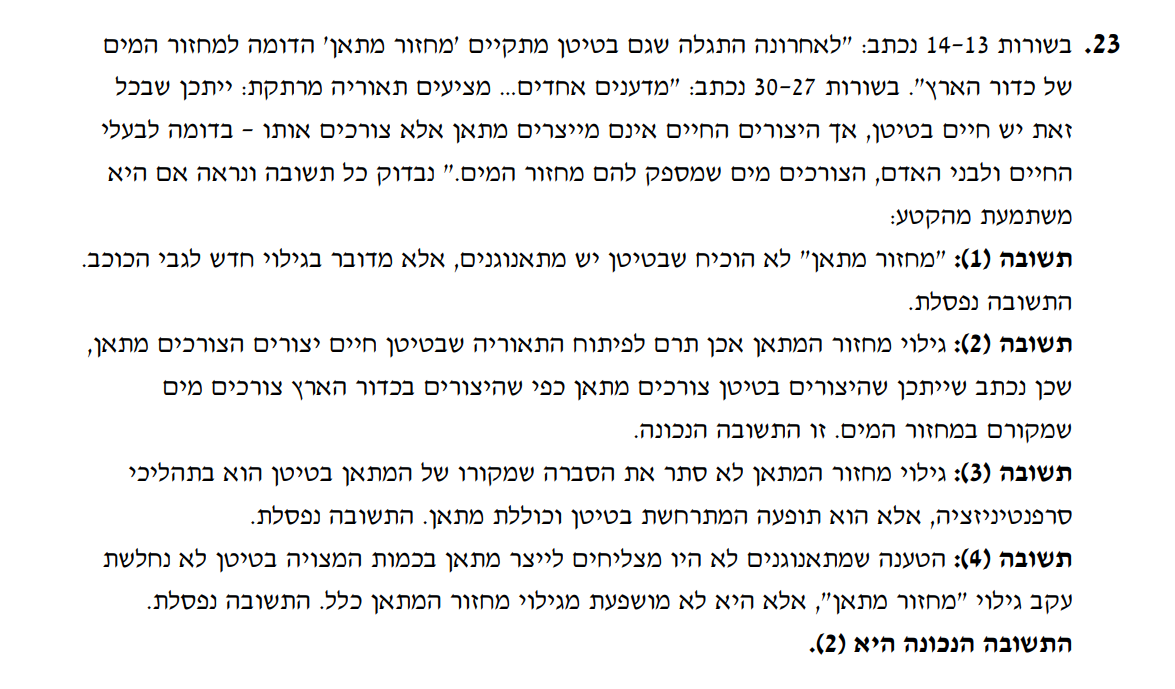 23. בשורות 13–14 נכתב: "לאחרונה התגלה שגם בטיטן מתקיים 'מחזור מתאן' הדומה למחזור המים
של כדור הארץ". בשורות 27–30 נכתב: "מדענים אחדים... מציעים תאוריה מרתקת: ייתכן שבכל
זאת יש חיים בטיטן, אך היצורים החיים אינם מייצרים מתאן אלא צורכים אותו – בדומה לבעלי
החיים ולבני האדם, הצורכים מים שמספק להם מחזור המים." נבדוק כל תשובה ונראה אם היא
משתמעת מהקטע:
תשובה (1): "מחזור מתאן" לא הוכיח שבטיטן יש מתאנוגנים, אלא מדובר בגילוי חדש לגבי הכוכב.
התשובה נפסלת.
תשובה (2): גילוי מחזור המתאן אכן תרם לפיתוח התאוריה שבטיטן חיים יצורים הצורכים מתאן,
שכן נכתב שייתכן שהיצורים בטיטן צורכים מתאן כפי שהיצורים בכדור הארץ צורכים מים
שמקורם במחזור המים. זו התשובה הנכונה.
תשובה (3): גילוי מחזור המתאן לא סתר את הסברה שמקורו של המתאן בטיטן הוא בתהליכי
סרפנטיניזציה, אלא הוא תופעה המתרחשת בטיטן וכוללת מתאן. התשובה נפסלת.
תשובה (4): הטענה שמתאנוגנים לא היו מצליחים לייצר מתאן בכמות המצויה בטיטן לא נחלשת
עקב גילוי "מחזור מתאן", אלא היא לא מושפעת מגילוי מחזור המתאן כלל. התשובה נפסלת.
התשובה הנכונה היא (2).